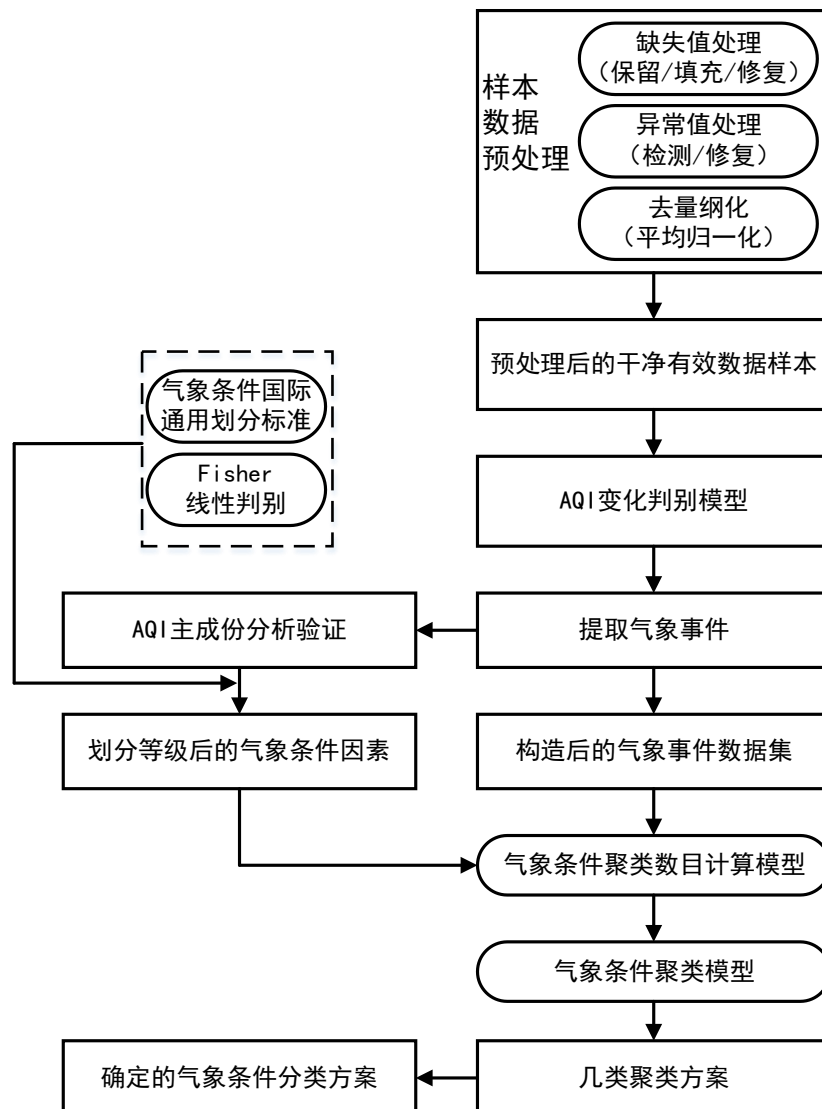 缺失值处理
（保留/填充/修复）
样本
数据
预处理
异常值处理
（检测/修复）
去量纲化
（平均归一化）
预处理后的干净有效数据样本
气象条件国际
通用划分标准
Fisher
线性判别
AQI变化判别模型
AQI主成份分析验证
提取气象事件
划分等级后的气象条件因素
构造后的气象事件数据集
气象条件聚类数目计算模型
气象条件聚类模型
确定的气象条件分类方案
几类聚类方案